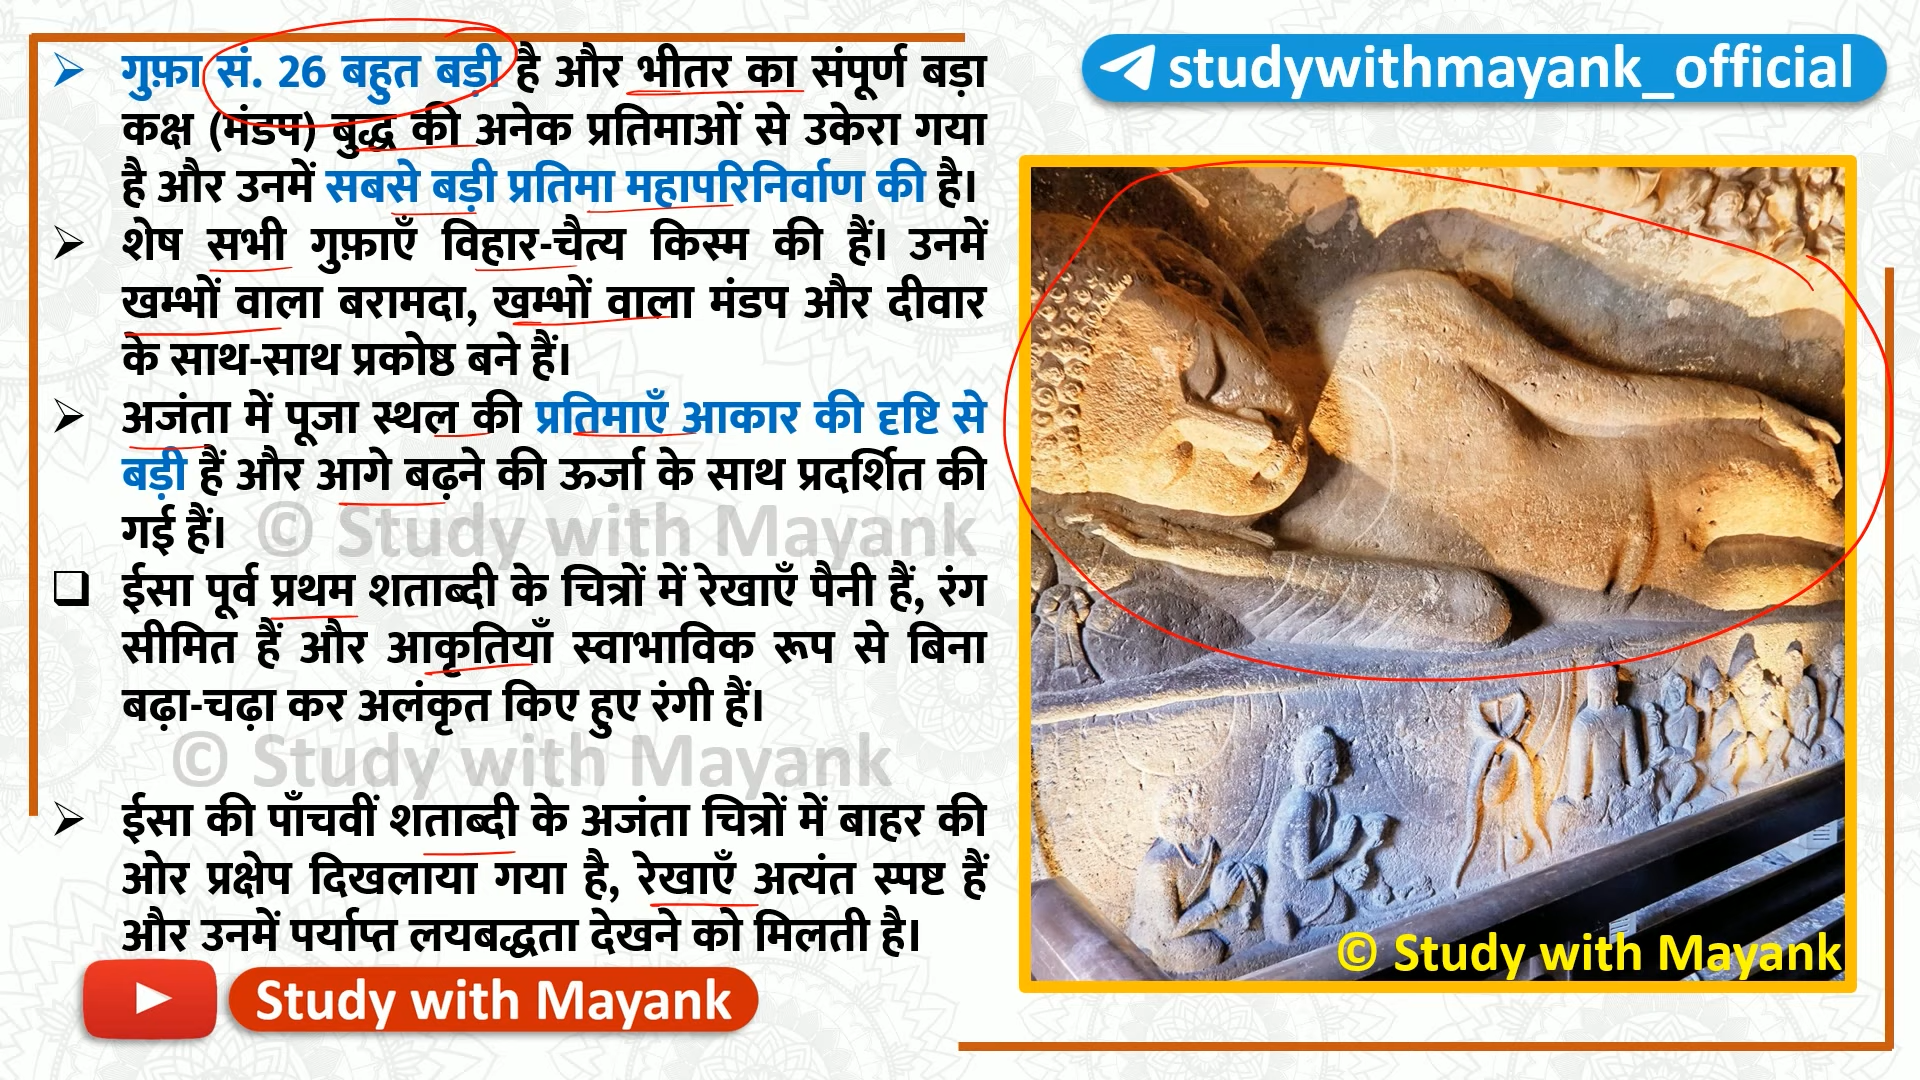 ➢ गुफ़ा सं. 26 बहुत बड़ी है और भीतर का संपूर्ण बड़ा
कक्ष (मंडप) बुद्ध की अनेक प्रतिमाओं से उकेरा गया
है और उनमें सबसे बड़ी प्रतिमा महापरिनिर्वाण की है।
➢ शेष सभी गुफ़ाएँ विहार-चैत्य किस्म की हैं। उनमें
खम्भों वाला बरामदा, खम्भों वाला मंडप और दीवार
के साथ-साथ प्रकोष्ठ बने हैं।
➢ अजंता में पूजा स्थल की प्रतिमाएँ आकार की दृष्टि से
बड़ी हैं और आगे बढ़ने की ऊर्जा के साथ प्रदर्शित की
गई हैं।
© Study with Mayank
❑ ईसा पूर्व प्रथम शताब्दी के चित्रों में रेखाएँ पैनी हैं, रंग
सीमित हैं और आकृतियाँ स्वाभाविक रूप से बिना
बढ़ा-चढ़ा कर अलंकृत किए हुए रंगी हैं।
© Study with Mayank
➢ ईसा की पाँचवीं शताब्दी के अजंता चित्रों में बाहर की
ओर प्रक्षेप दिखलाया गया है, रेखाएँ अत्यंत स्पष्ट हैं
और उनमें पर्याप्त लयबद्धता देखने को मिलती है।
Study with Mayank
studywithmayank_official
© Study with Mayank